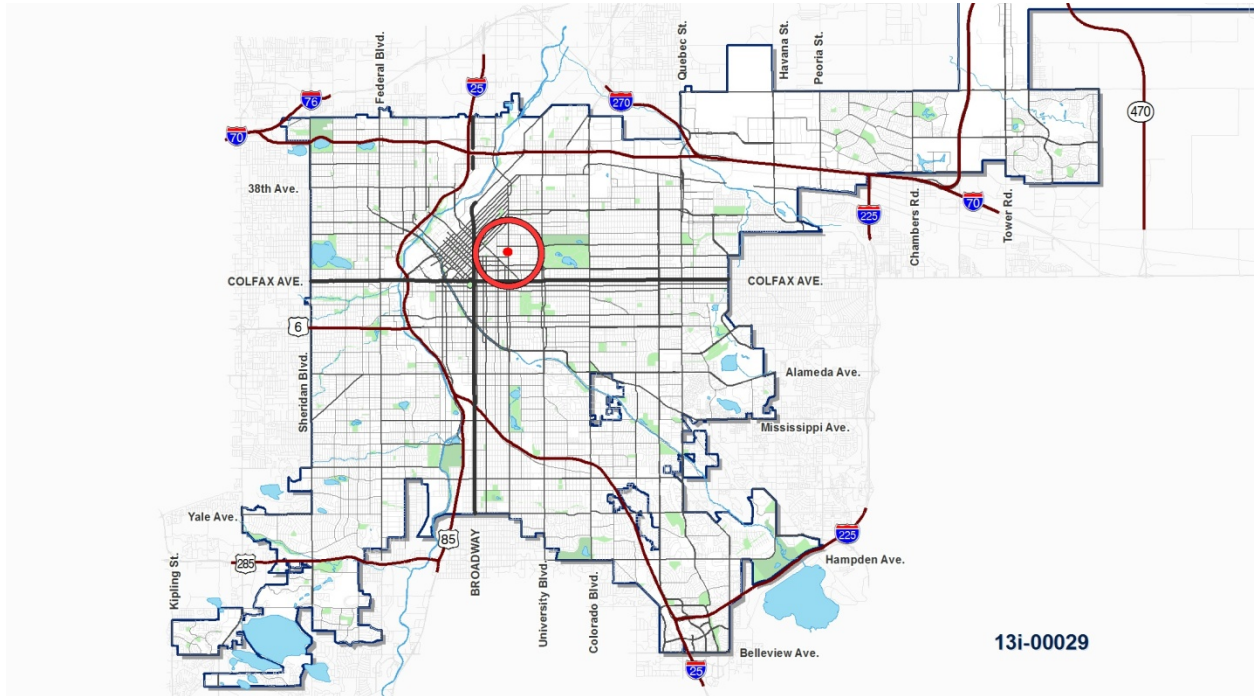 Federal Blvd.
25
Quebec St.
Havana St.
Peoria St.
76
270
470
70
38th Ave.
225
Chambers Rd.
70
Tower Rd.
COLFAX AVE.
COLFAX AVE.
6
Sheridan Blvd.
Alameda Ave.
Mississippi Ave.
Yale Ave.
85
225
285
Hampden Ave.
Kipling St.
BROADWAY
University Blvd.
Colorado Blvd.
13i-00029
Belleview Ave.
25